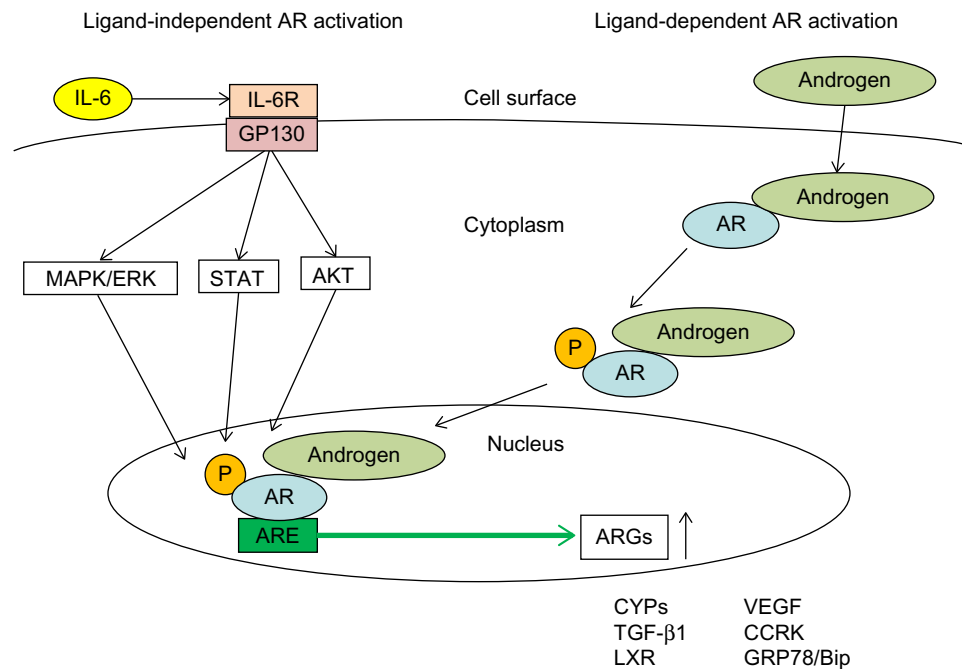 Ligand-independent AR activation
Ligand-dependent AR activation
IL-6
IL-6R
GP130
Cell surface
Androgen
Androgen
AR
Cytoplasm
MAPK/ERK
STAT
AKT
Androgen
P
AR
Nucleus
Androgen
P
AR
ARE
ARGs
CYPs VEGF
TGF-β1 CCRK
LXR GRP78/Bip